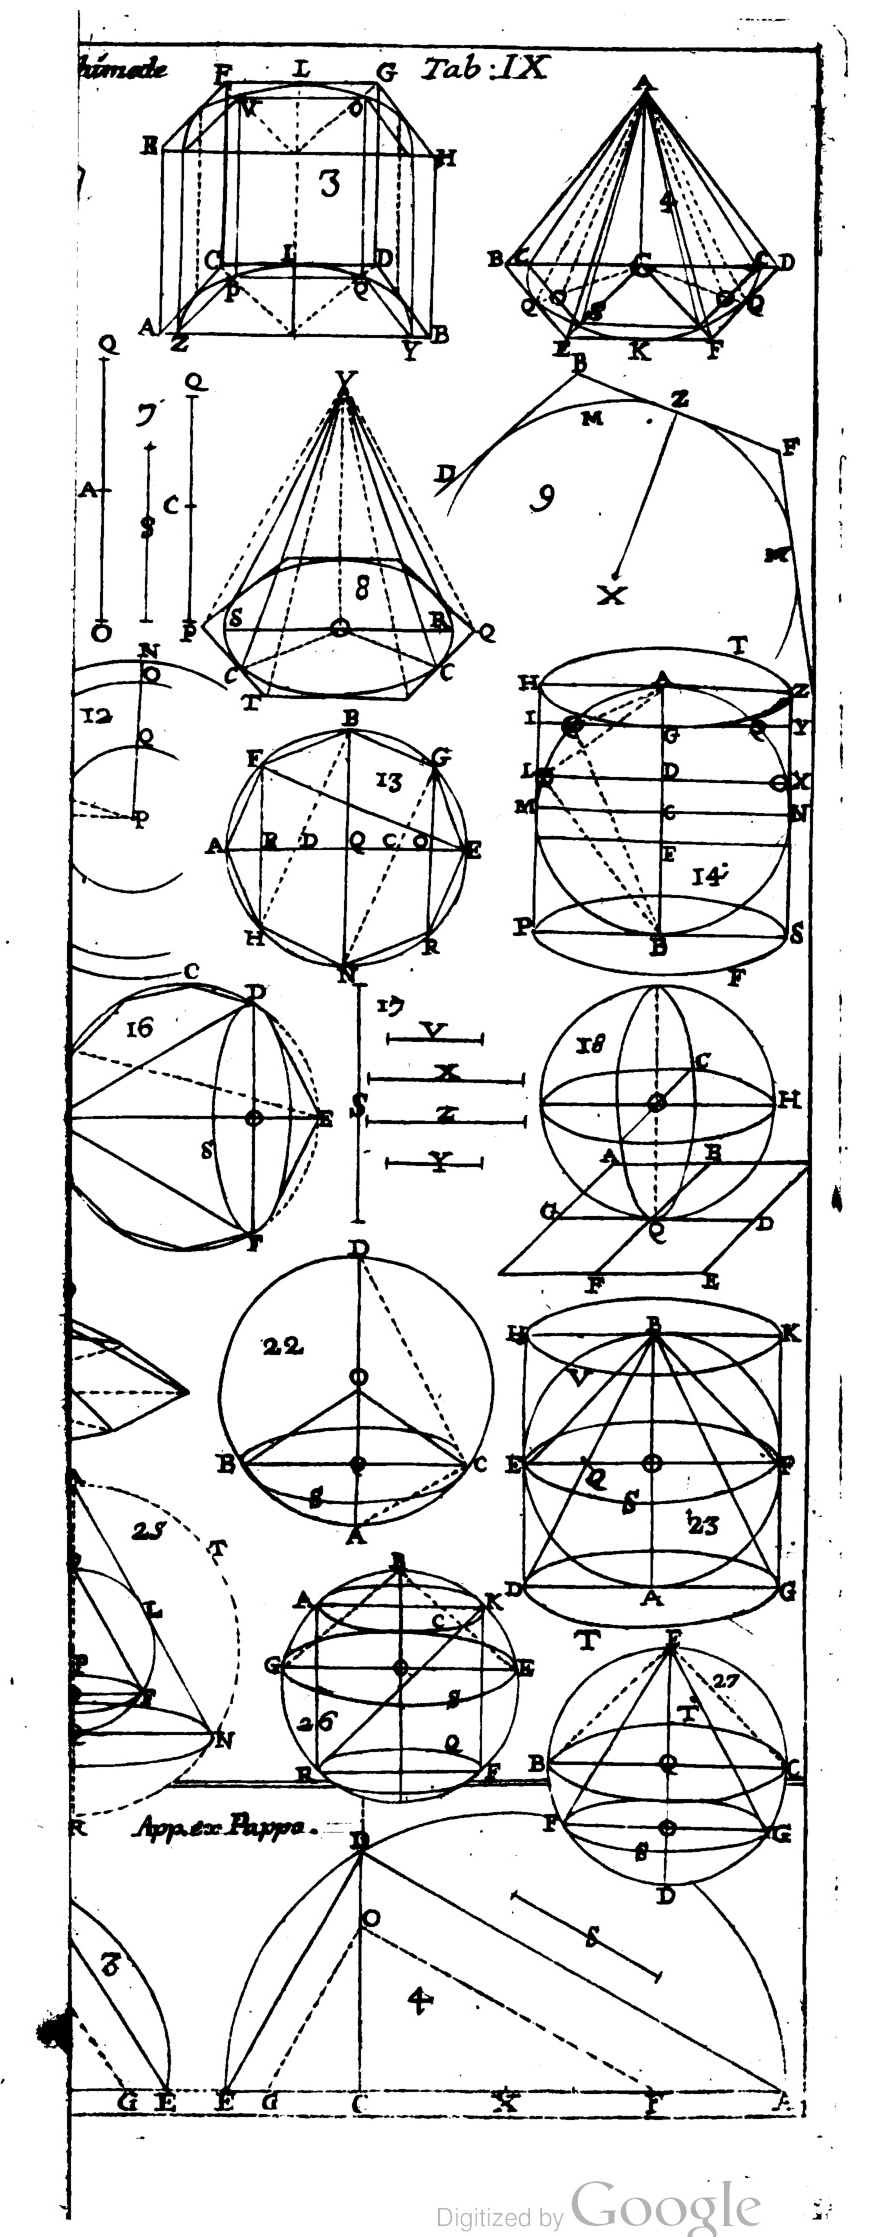 Tab: IX
F L G
V O
E H
3
C I D
P Q
A Z Y B
A
4
B C G C D
Q O S O Q
E K F
Q
A
O
7
S
Q
C
P
V
8
S O R Q
C C
T
B
M Z
D F
9
M
X
N
O
12
Q
P
B
F G
13
A R D Q C O E
H R
N
T
H A Z
I G Y
L D X
M C N
E
14
P B S
F
C D
16
O E
S
F
17
V
X
S Z
Y
18
C
O H
A B
G Q D
F E
D
22
O
B Q C
S
A
H B K
V
E O P
Q S
23
D A G
T
A
25
T
L
N
R
B
A K
C
G O E
S
26
Q
R F
E
27
T
B Q C
F O G
S
D
App. ex Pappo.
D
O
S
3 4
G E E G C X F A
Digitized by Google